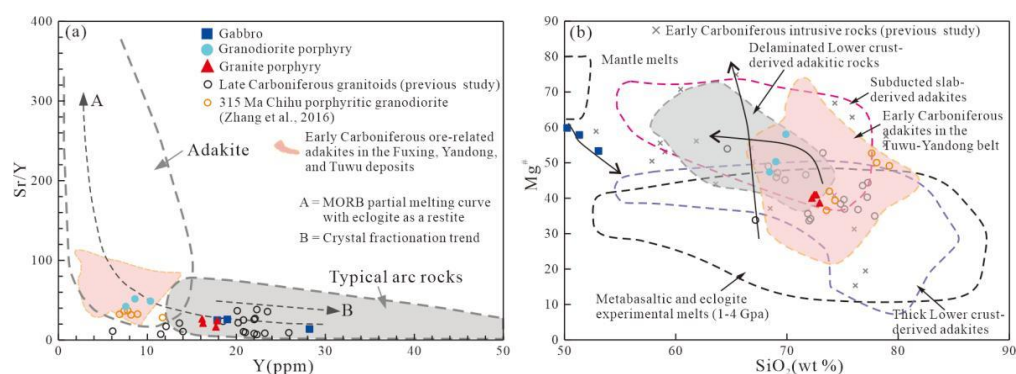 (a)
Gabbro
Granodiorite porphyry
Granite porphyry
Late Carboniferous granitoids (previous study)
315 Ma Chihu porphyritic granodiorite
(Zhang et al., 2016)
Early Carboniferous ore-related
adakites in the Fuxing, Yandong,
and Tuwu deposits
A = MORB partial melting curve
with eclogite as a restite
B = Crystal fractionation trend
A
Adakite
Typical arc rocks
B
Sr/Y
400
300
200
100
0
0
10
20
30
40
50
Y(ppm)
(b)
× Early Carboniferous intrusive rocks (previous study)
Mantle melts
Delaminated Lower crust-
derived adakitic rocks
Subducted slab-
derived adakites
Early Carboniferous
adakites in the
Tuwu-Yandong belt
Metabasaltic and eclogite
experimental melts (1-4 Gpa)
Thick Lower crust-
derived adakites
Mg#
90
80
70
60
50
40
30
20
10
0
50
60
70
80
90
SiO2(wt %)